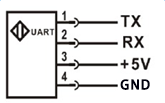 UART
1 TX
2 RX
3 +5V
4 GND